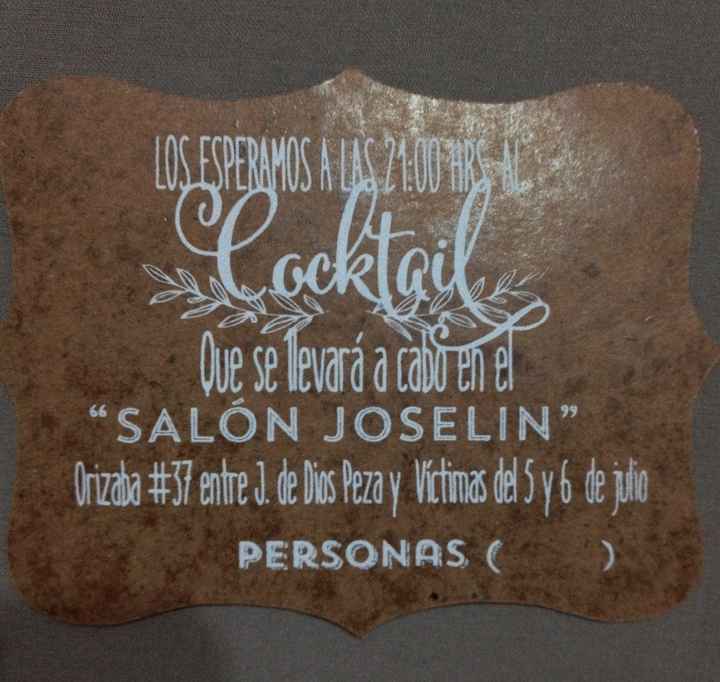 LOS ESPERAMOS A LAS 21:00 HRS. AL
Cocktail
Que se llevará a cabo en el
“SALÓN JOSELIN”
Orizaba #37 entre J. de Dios Peza y Víctimas del 5 y 6 de julio
PERSONAS ( )